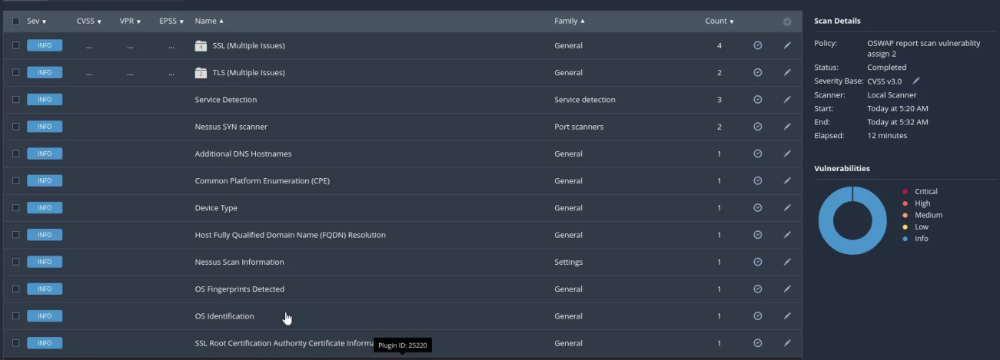 Sev CVSS VPR EPSS Name Family Count
INFO ... ... ... 4 SSL (Multiple Issues) General 4
INFO ... ... ... 2 TLS (Multiple Issues) General 2
INFO Service Detection Service detection 3
INFO Nessus SYN scanner Port scanners 2
INFO Additional DNS Hostnames General 1
INFO Common Platform Enumeration (CPE) General 1
INFO Device Type General 1
INFO Host Fully Qualified Domain Name (FQDN) Resolution General 1
INFO Nessus Scan Information Settings 1
INFO OS Fingerprints Detected General 1
INFO OS Identification General 1
INFO SSL Root Certification Authority Certificate Informa General 1
Plugin ID: 25220
Scan Details
Policy: OSWAP report scan vulnerablity
assign 2
Status: Completed
Severity Base: CVSS v3.0
Scanner: Local Scanner
Start: Today at 5:20 AM
End: Today at 5:32 AM
Elapsed: 12 minutes
Vulnerabilities
Critical
High
Medium
Low
Info